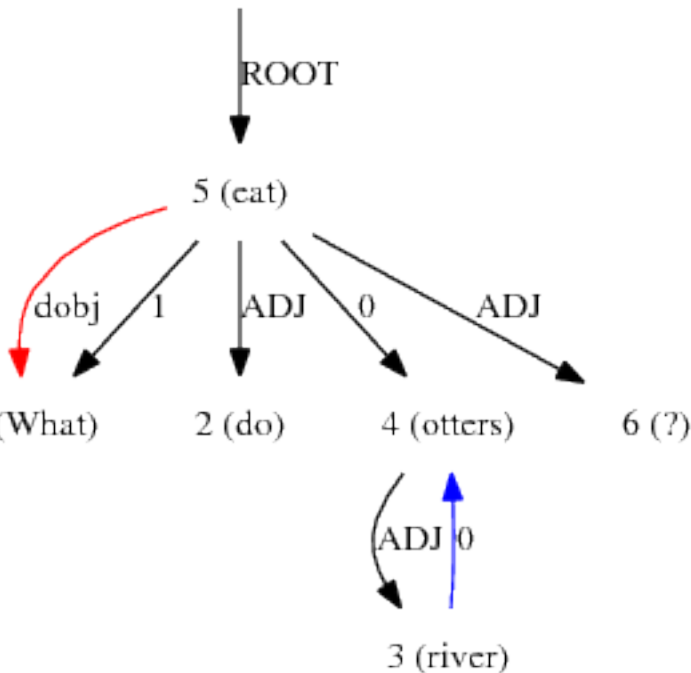 ROOT
5 (eat)
dobj 1 ADJ 0 ADJ
(What) 2 (do) 4 (otters) 6 (?)
ADJ 0
3 (river)